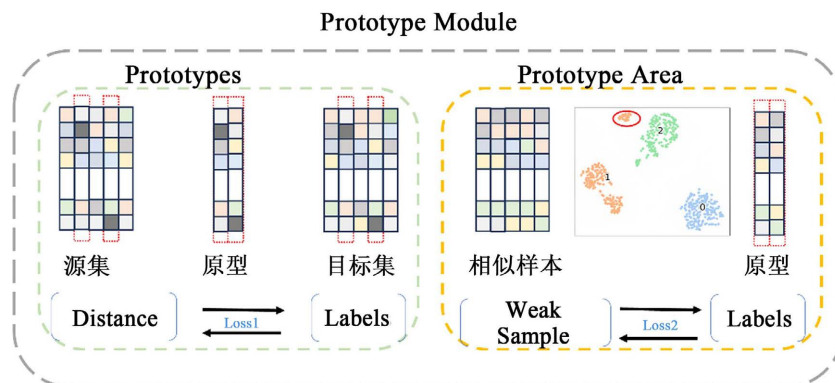 Prototype Module
Prototypes
Prototype Area
源集
原型
目标集
相似样本
2
1
0
原型
Distance
Loss1
Labels
Weak
Sample
Loss2
Labels